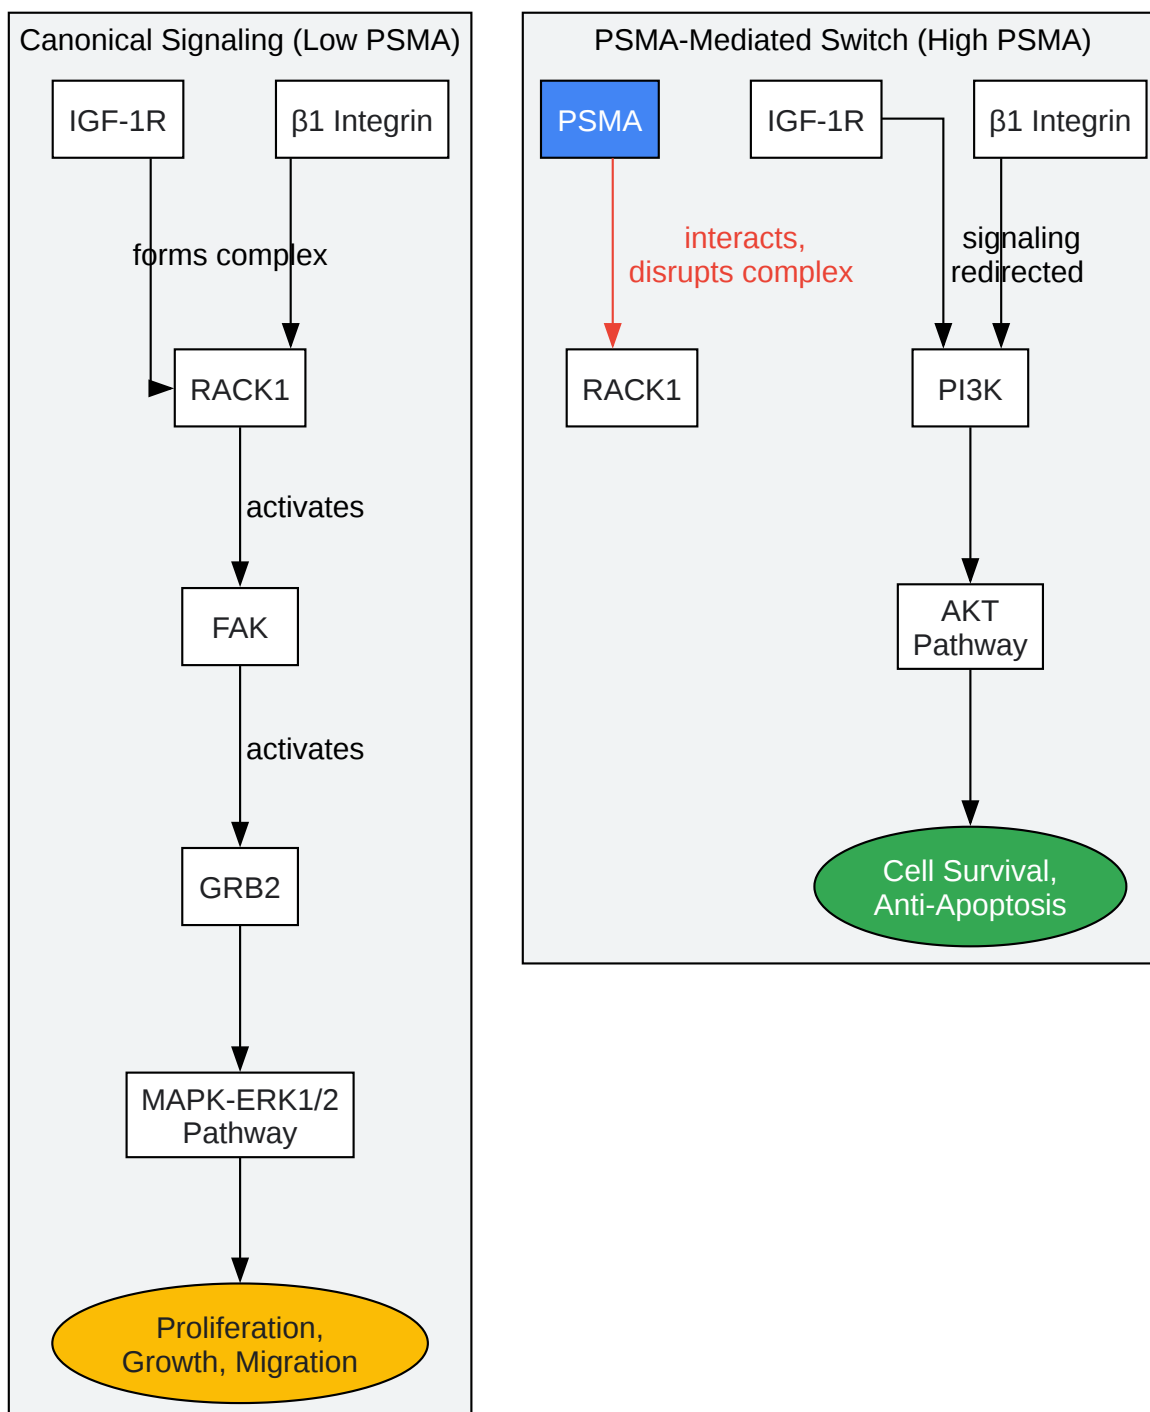 Canonical Signaling (Low PSMA)
IGF-1R
β1 Integrin
forms complex
RACK1
activates
FAK
activates
GRB2
MAPK-ERK1/2
Pathway
Proliferation,
Growth, Migration
PSMA-Mediated Switch (High PSMA)
PSMA
IGF-1R
β1 Integrin
interacts,
disrupts complex
signaling
redirected
RACK1
PI3K
AKT
Pathway
Cell Survival,
Anti-Apoptosis